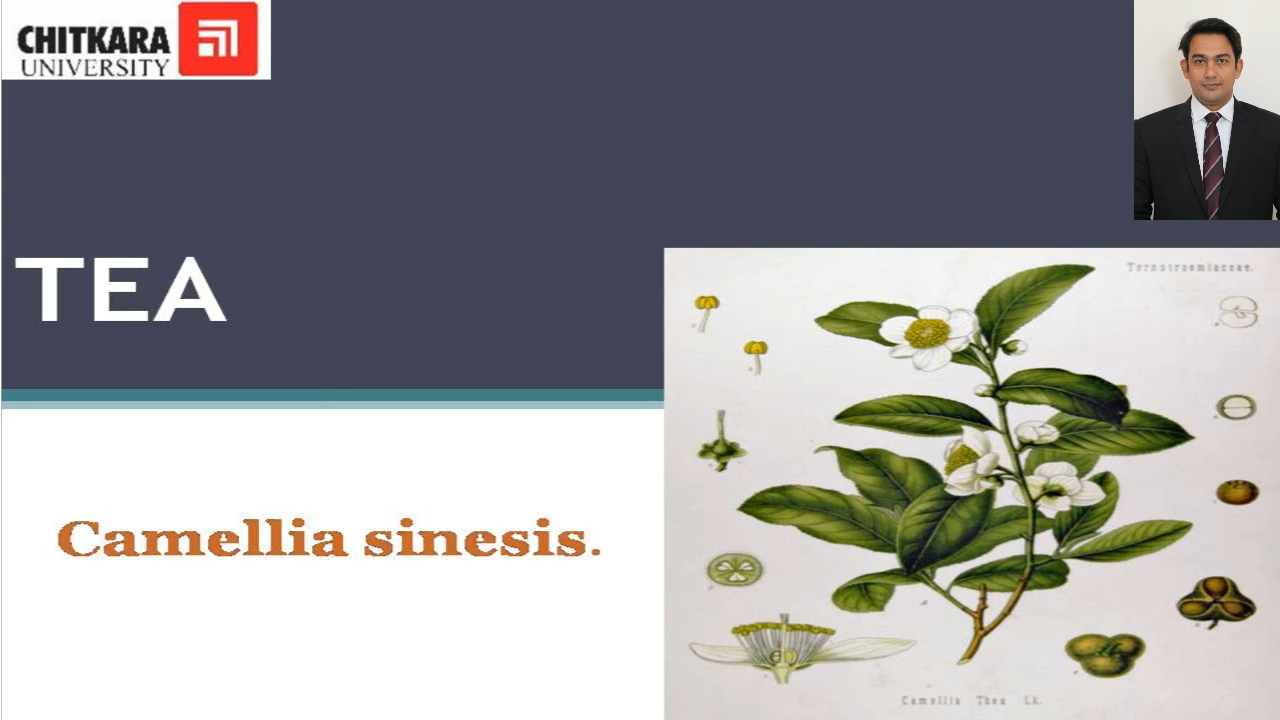 CHITKARA
UNIVERSITY
TEA
Ternstroemiaceae.
Camellia sinesis.
Camellia Thea Lk.